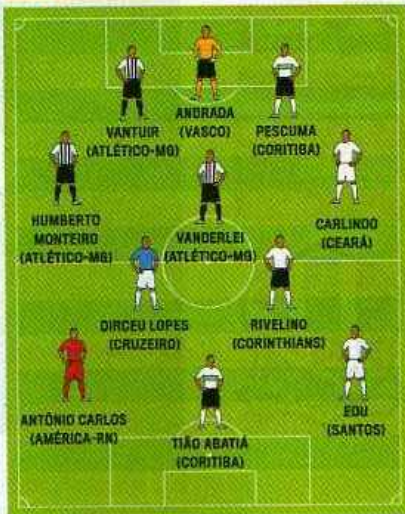 ANDRADA
(VASCO)
VANTUIR
(ATLÉTICO-MG)
PESCUMA
(CORITIBA)
HUMBERTO
MONTEIRO
(ATLÉTICO-MG)
VANDERLEI
(ATLÉTICO-MG)
CARLINDO
(CEARÁ)
DIRCEU LOPES
(CRUZEIRO)
RIVELINO
(CORINTHIANS)
ANTÔNIO CARLOS
(AMÉRICA-RN)
TIÃO ABATIÁ
(CORITIBA)
EDU
(SANTOS)